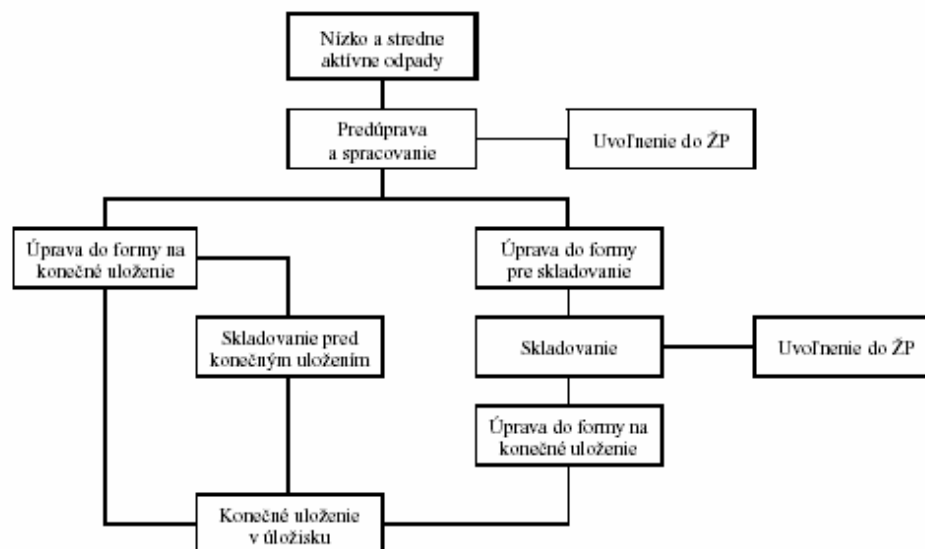 Nízko a stredne
aktívne odpady
Predúprava
a spracovanie
Uvoľnenie do ŽP
Úprava do formy na
konečné uloženie
Úprava do formy
pre skladovanie
Skladovanie pred
konečným uložením
Skladovanie
Uvoľnenie do ŽP
Úprava do formy na
konečné uloženie
Konečné uloženie
v úložisku